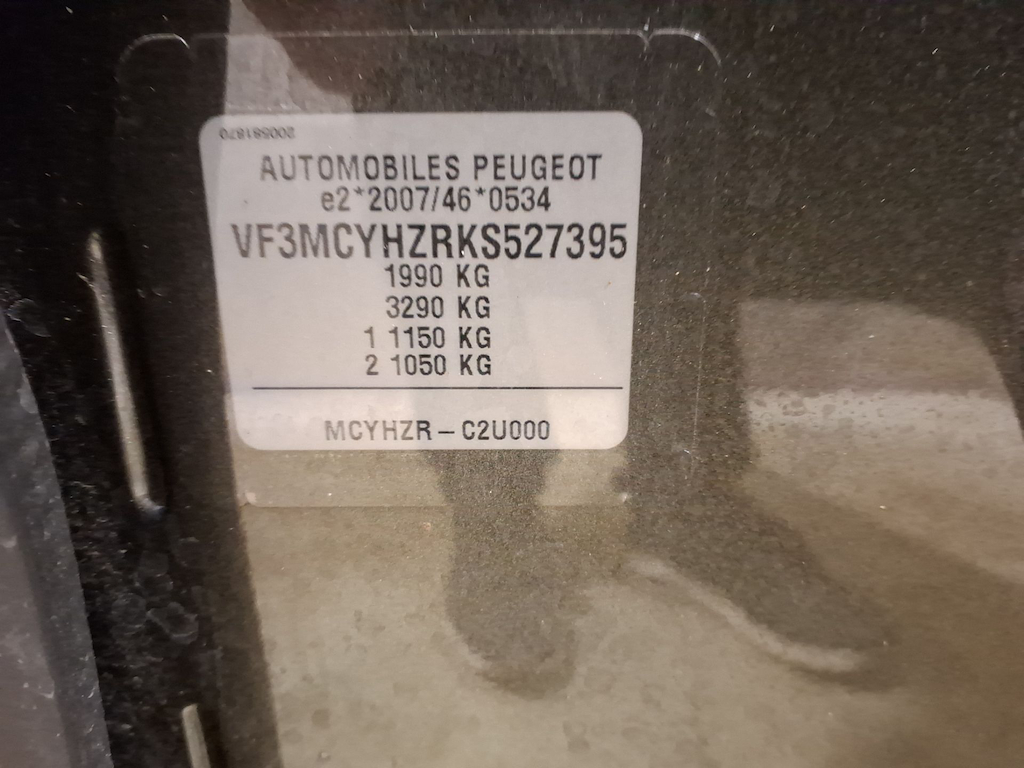 200581870
AUTOMOBILES PEUGEOT
e2*2007/46*0534
VF3MCYHZRKS527395
1990 KG
3290 KG
1 1150 KG
2 1050 KG
MCYHZR – C2U000